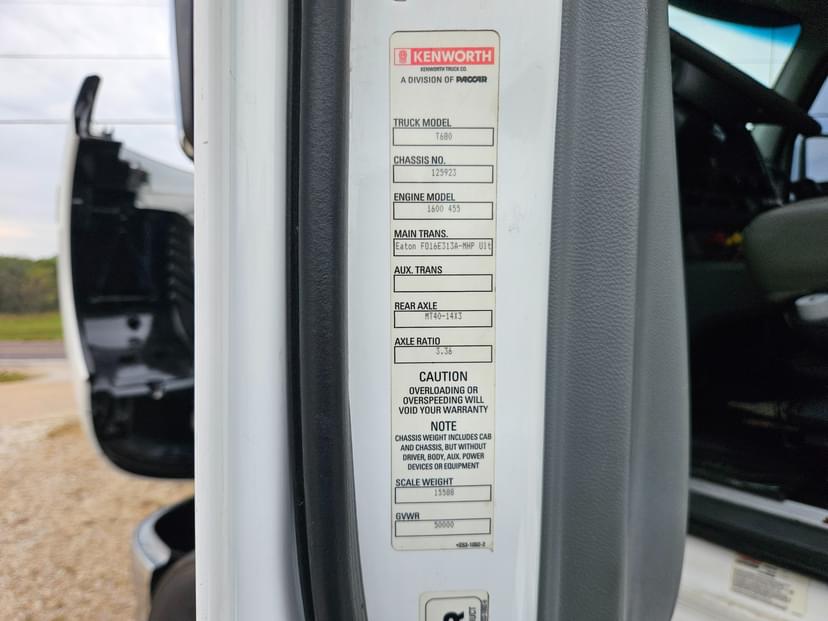 KENWORTH
KENWORTH TRUCK CO.
A DIVISION OF PACCAR
TRUCK MODEL
T680
CHASSIS NO.
125923
ENGINE MODEL
1600 455
MAIN TRANS.
Eaton FO16E313A-MHP Ult
AUX. TRANS
REAR AXLE
MT40-14X3
AXLE RATIO
3.36
CAUTION
OVERLOADING OR
OVERSPEEDING WILL
VOID YOUR WARRANTY
NOTE
CHASSIS WEIGHT INCLUDES CAB
AND CHASSIS, BUT WITHOUT
DRIVER, BODY, AUX. POWER
DEVICES OR EQUIPMENT
SCALE WEIGHT
15588
GVWR
50000